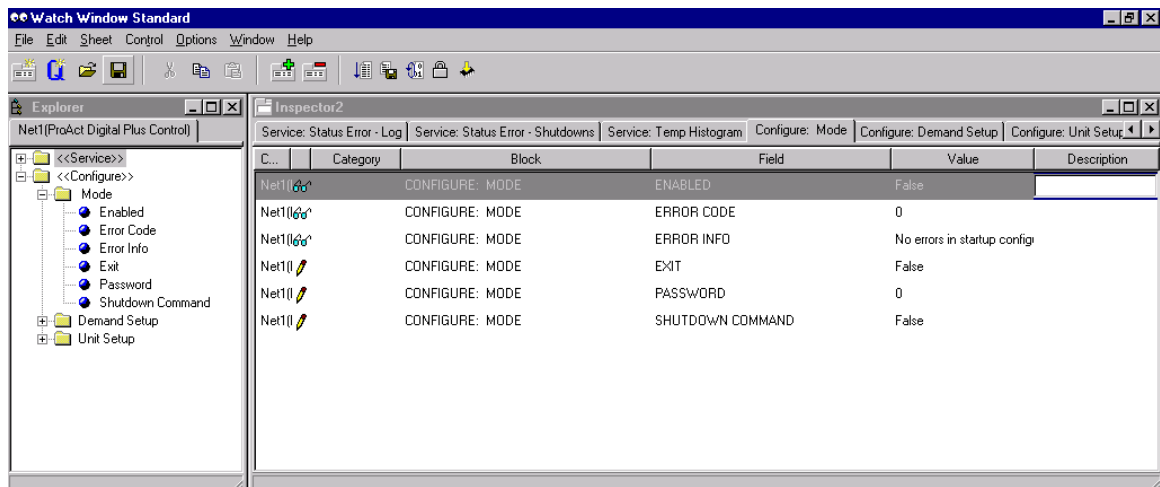 Watch Window Standard
File Edit Sheet Control Options Window Help
Explorer
Net1(ProAct Digital Plus Control)
<<Service>>
<<Configure>>
Mode
Enabled
Error Code
Error Info
Exit
Password
Shutdown Command
Demand Setup
Unit Setup
Inspector2
Service: Status Error - Log Service: Status Error - Shutdowns Service: Temp Histogram Configure: Mode Configure: Demand Setup Configure: Unit Setup
C... Category Block Field Value Description
Net1(I CONFIGURE: MODE ENABLED False
Net1(I CONFIGURE: MODE ERROR CODE 0
Net1(I CONFIGURE: MODE ERROR INFO No errors in startup configu
Net1(I CONFIGURE: MODE EXIT False
Net1(I CONFIGURE: MODE PASSWORD 0
Net1(I CONFIGURE: MODE SHUTDOWN COMMAND False